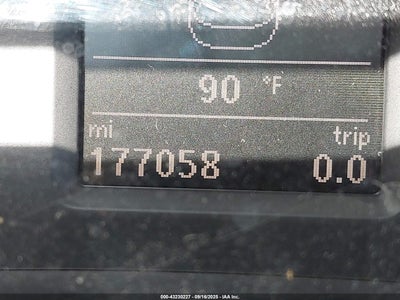 90 °F
mi trip
177058 0.0
000-43230227 - 09/16/2025 - IAA Inc.